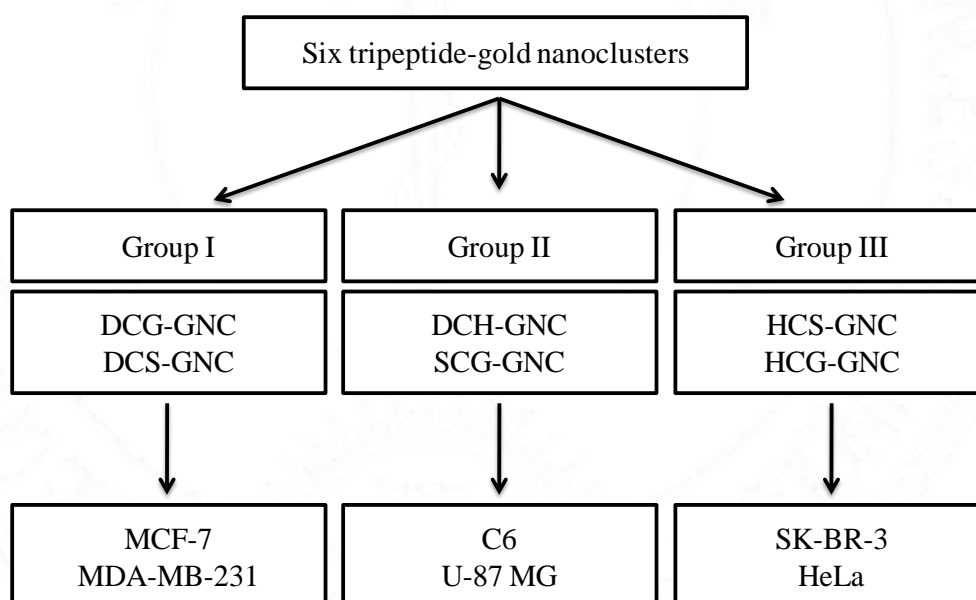 Six tripeptide-gold nanoclusters
Group I
Group II
Group III
DCG-GNC
DCS-GNC
DCH-GNC
SCG-GNC
HCS-GNC
HCG-GNC
MCF-7
MDA-MB-231
C6
U-87 MG
SK-BR-3
HeLa